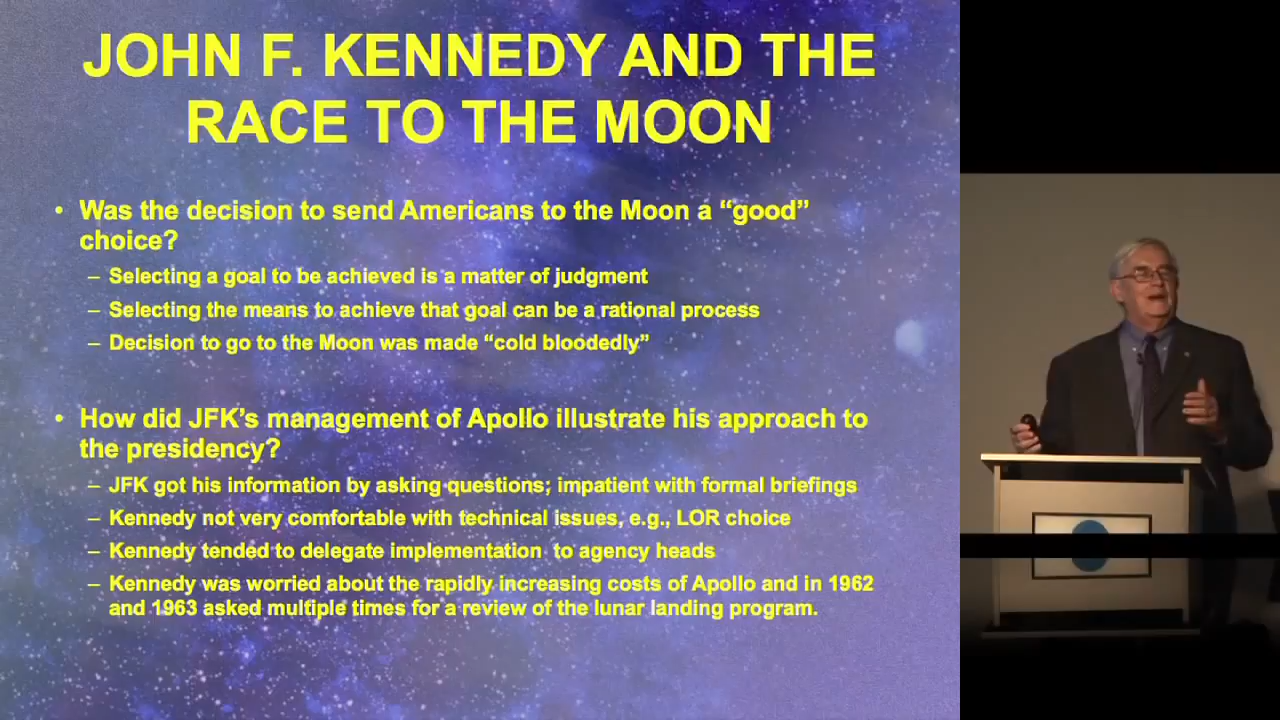 JOHN F. KENNEDY AND THE
RACE TO THE MOON
• Was the decision to send Americans to the Moon a “good”
choice?
– Selecting a goal to be achieved is a matter of judgment
– Selecting the means to achieve that goal can be a rational process
– Decision to go to the Moon was made “cold bloodedly”
• How did JFK’s management of Apollo illustrate his approach to
the presidency?
– JFK got his information by asking questions; impatient with formal briefings
– Kennedy not very comfortable with technical issues, e.g., LOR choice
– Kennedy tended to delegate implementation to agency heads
– Kennedy was worried about the rapidly increasing costs of Apollo and in 1962
and 1963 asked multiple times for a review of the lunar landing program.